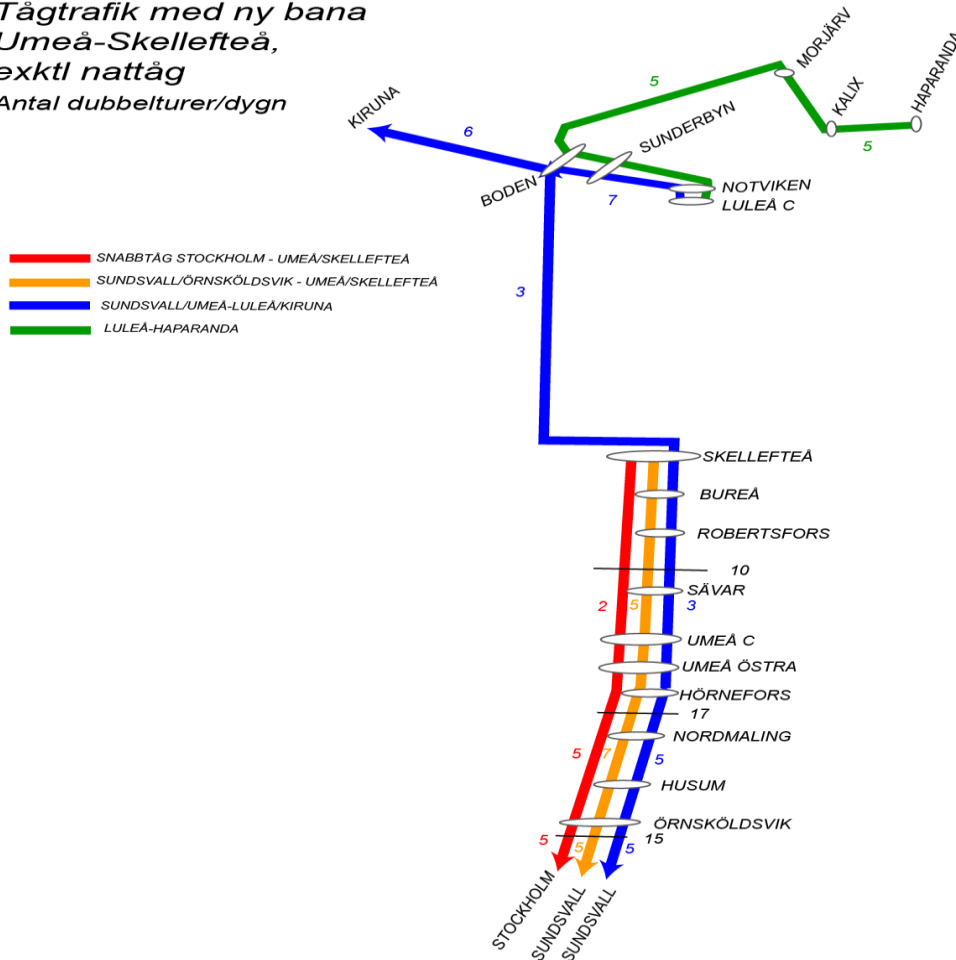 Tågtrafik med ny bana
Umeå-Skellefteå,
exktl nattåg
Antal dubbelturer/dygn
MORJÄRV
KALIX
HAPARANDA
5
5
KIRUNA
6
SUNDERBYN
BODEN
7
NOTVIKEN
LULEÅ C
SNABBTÅG STOCKHOLM - UMEÅ/SKELLEFTEÅ
SUNDSVALL/ÖRNSKÖLDSVIK - UMEÅ/SKELLEFTEÅ
SUNDSVALL/UMEÅ-LULEÅ/KIRUNA
LULEÅ-HAPARANDA
3
SKELLEFTEÅ
BUREÅ
ROBERTSFORS
10
SÄVAR
2 5 3
UMEÅ C
UMEÅ ÖSTRA
HÖRNEFORS
17
NORDMALING
5 7 5
HUSUM
ÖRNSKÖLDSVIK
15
5 5 5
STOCKHOLM
SUNDSVALL
SUNDSVALL